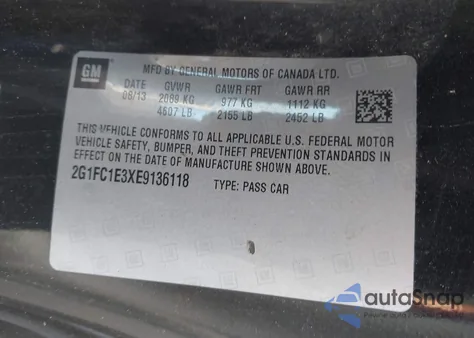 GM
MFD BY GENERAL MOTORS OF CANADA LTD.
DATE GVWR GAWR FRT GAWR RR
08/13 2089 KG 977 KG 1112 KG
4607 LB 2155 LB 2452 LB
THIS VEHICLE CONFORMS TO ALL APPLICABLE U.S. FEDERAL MOTOR
VEHICLE SAFETY, BUMPER, AND THEFT PREVENTION STANDARDS IN
EFFECT ON THE DATE OF MANUFACTURE SHOWN ABOVE.
2G1FC1E3XE9136118 TYPE: PASS CAR
autoSnap